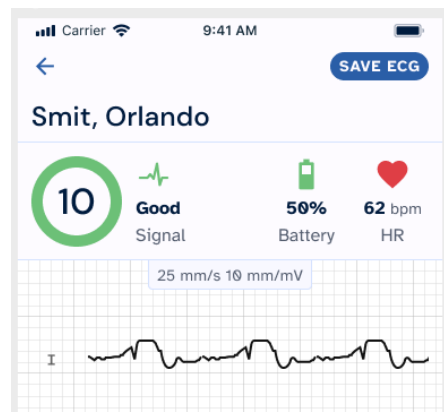 Carrier 9:41 AM
SAVE ECG
Smit, Orlando
10
Good 50% 62 bpm
Signal Battery HR
25 mm/s 10 mm/mV
I